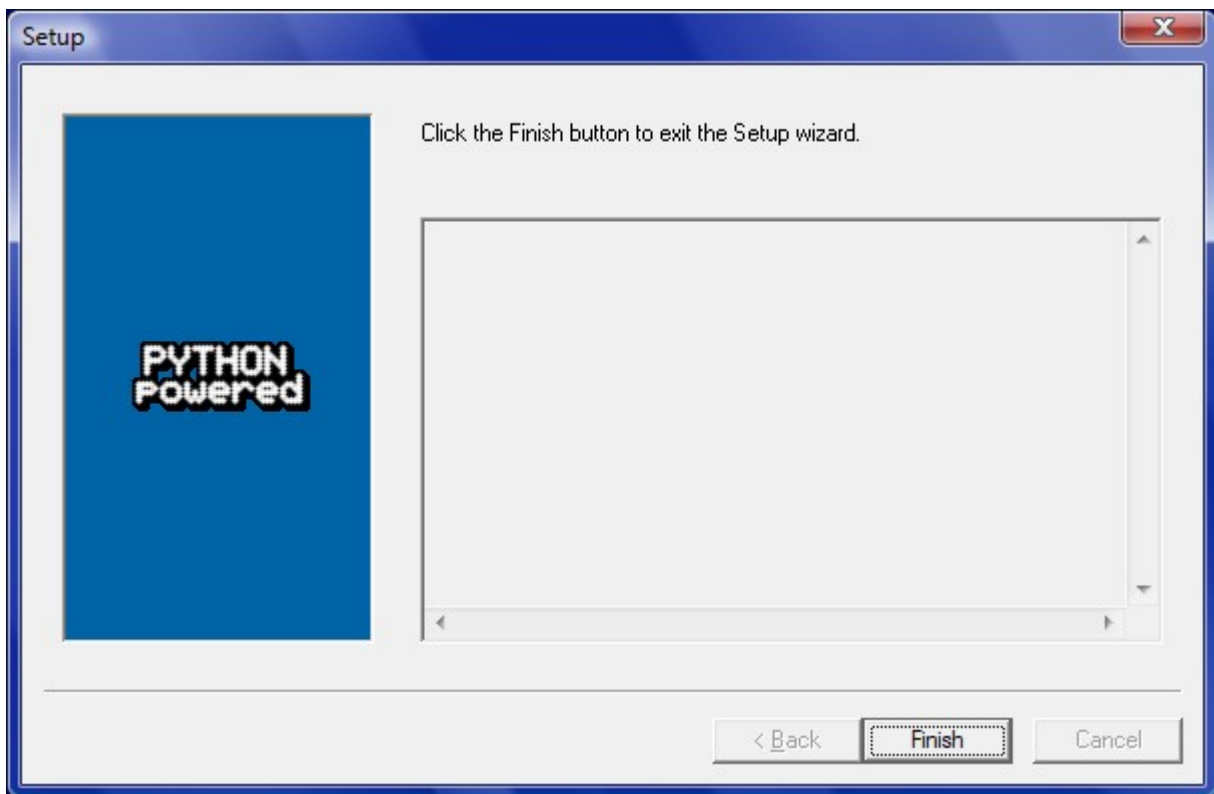 Setup
Click the Finish button to exit the Setup wizard.
PYTHON
powered
< Back
Finish
Cancel